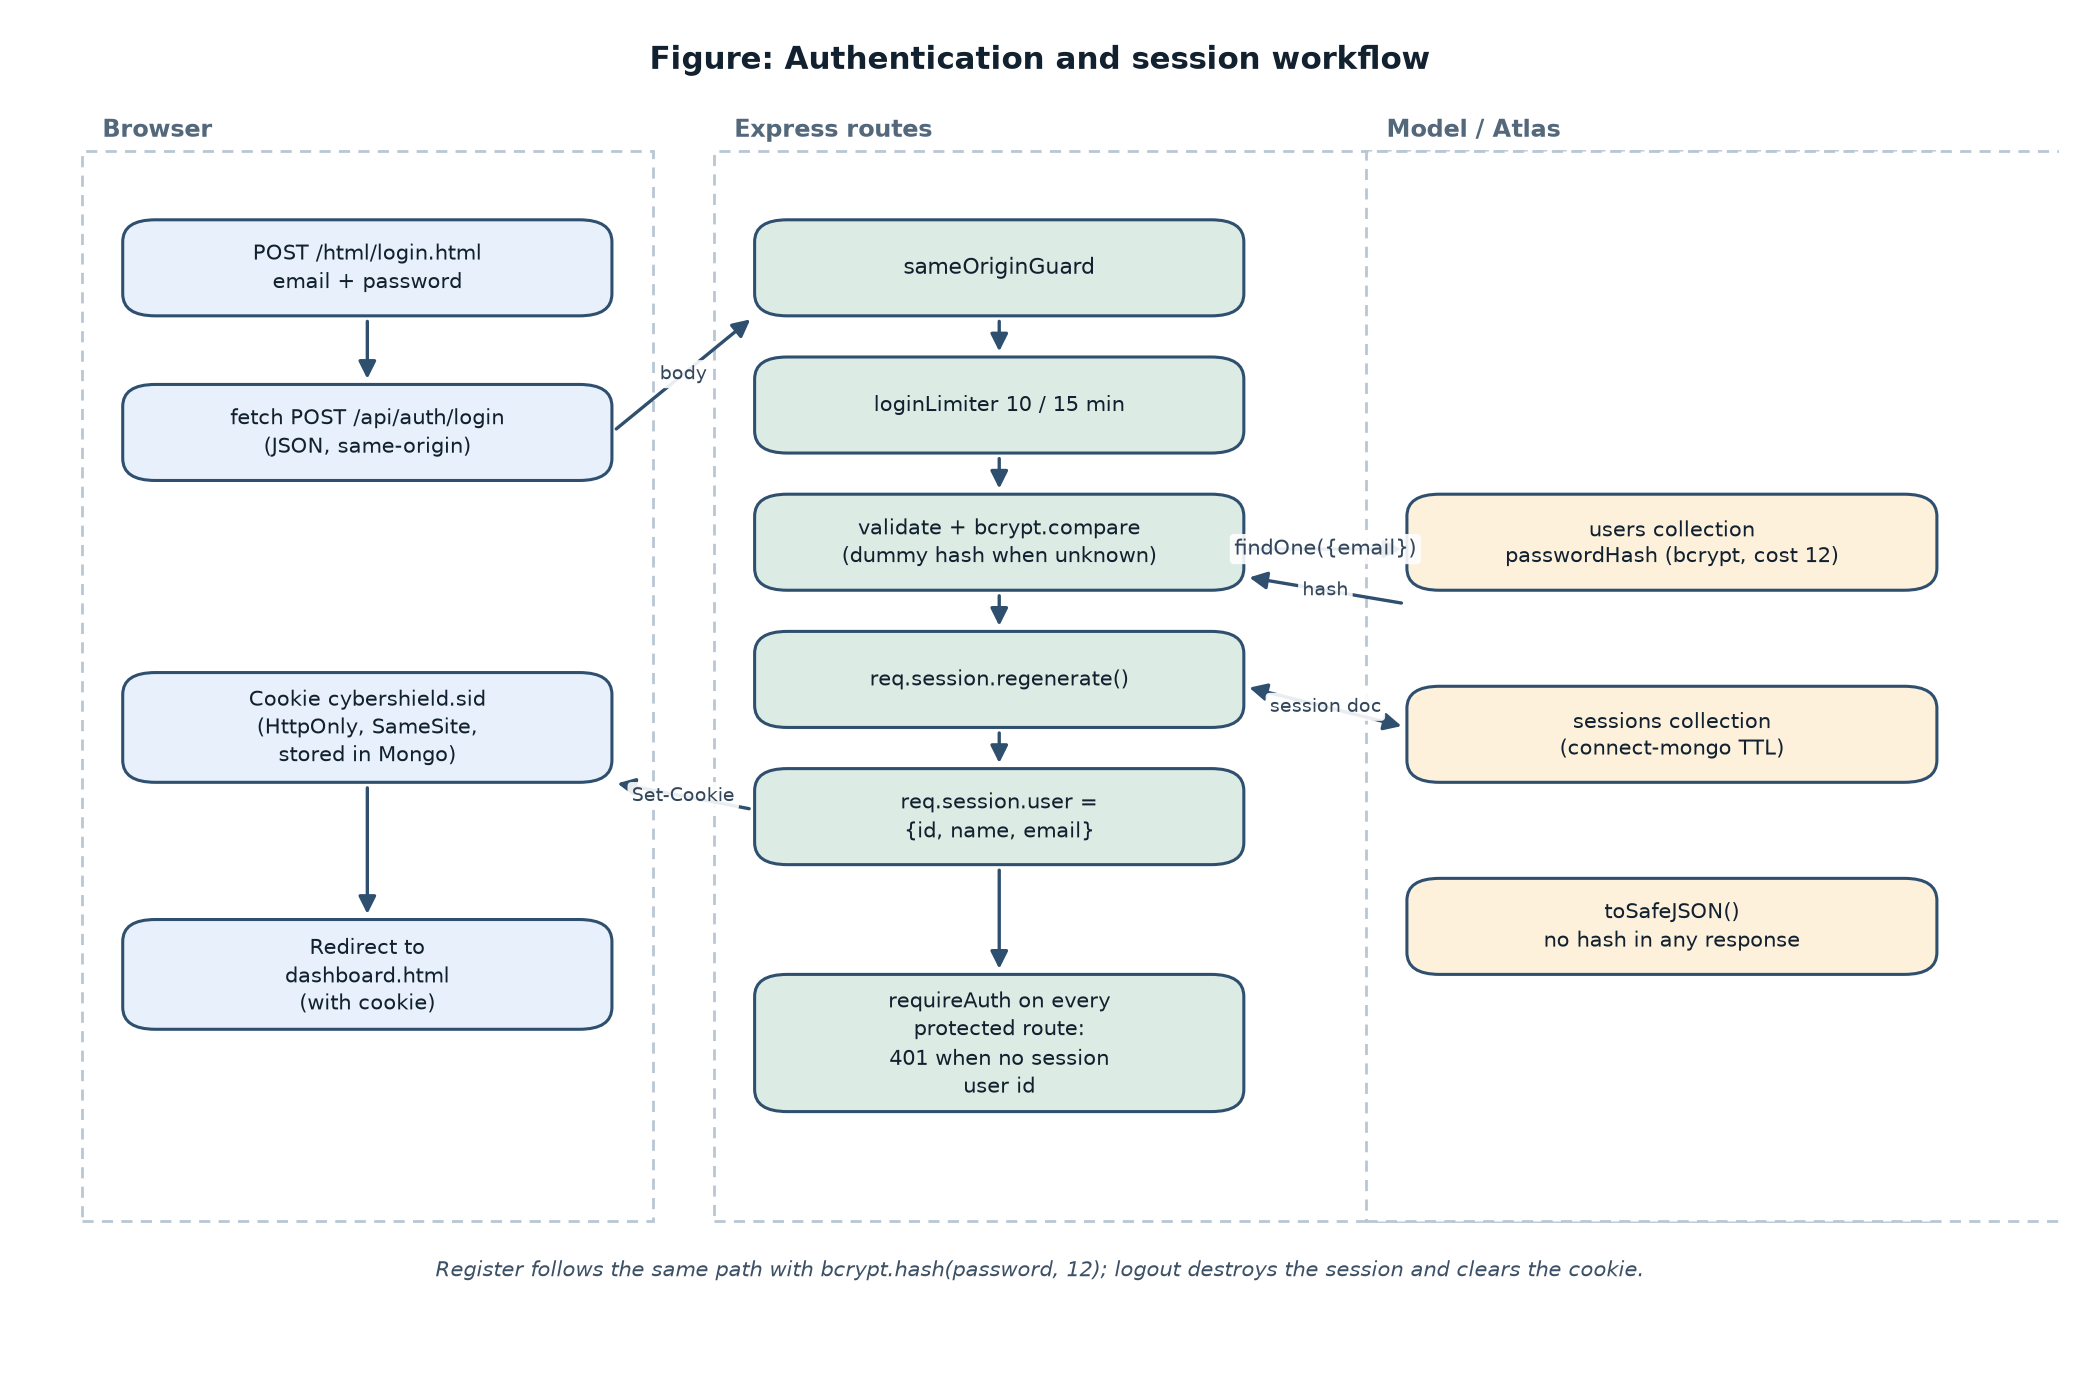 Figure: Authentication and session workflow
Browser
Express routes
Model / Atlas
POST /html/login.html
email + password
fetch POST /api/auth/login
(JSON, same-origin)
Cookie cybershield.sid
(HttpOnly, SameSite,
stored in Mongo)
Redirect to
dashboard.html
(with cookie)
body
Set-Cookie
sameOriginGuard
loginLimiter 10 / 15 min
validate + bcrypt.compare
(dummy hash when unknown)
req.session.regenerate()
req.session.user =
{id, name, email}
requireAuth on every
protected route:
401 when no session
user id
findOne({email})
hash
session doc
users collection
passwordHash (bcrypt, cost 12)
sessions collection
(connect-mongo TTL)
toSafeJSON()
no hash in any response
Register follows the same path with bcrypt.hash(password, 12); logout destroys the session and clears the cookie.